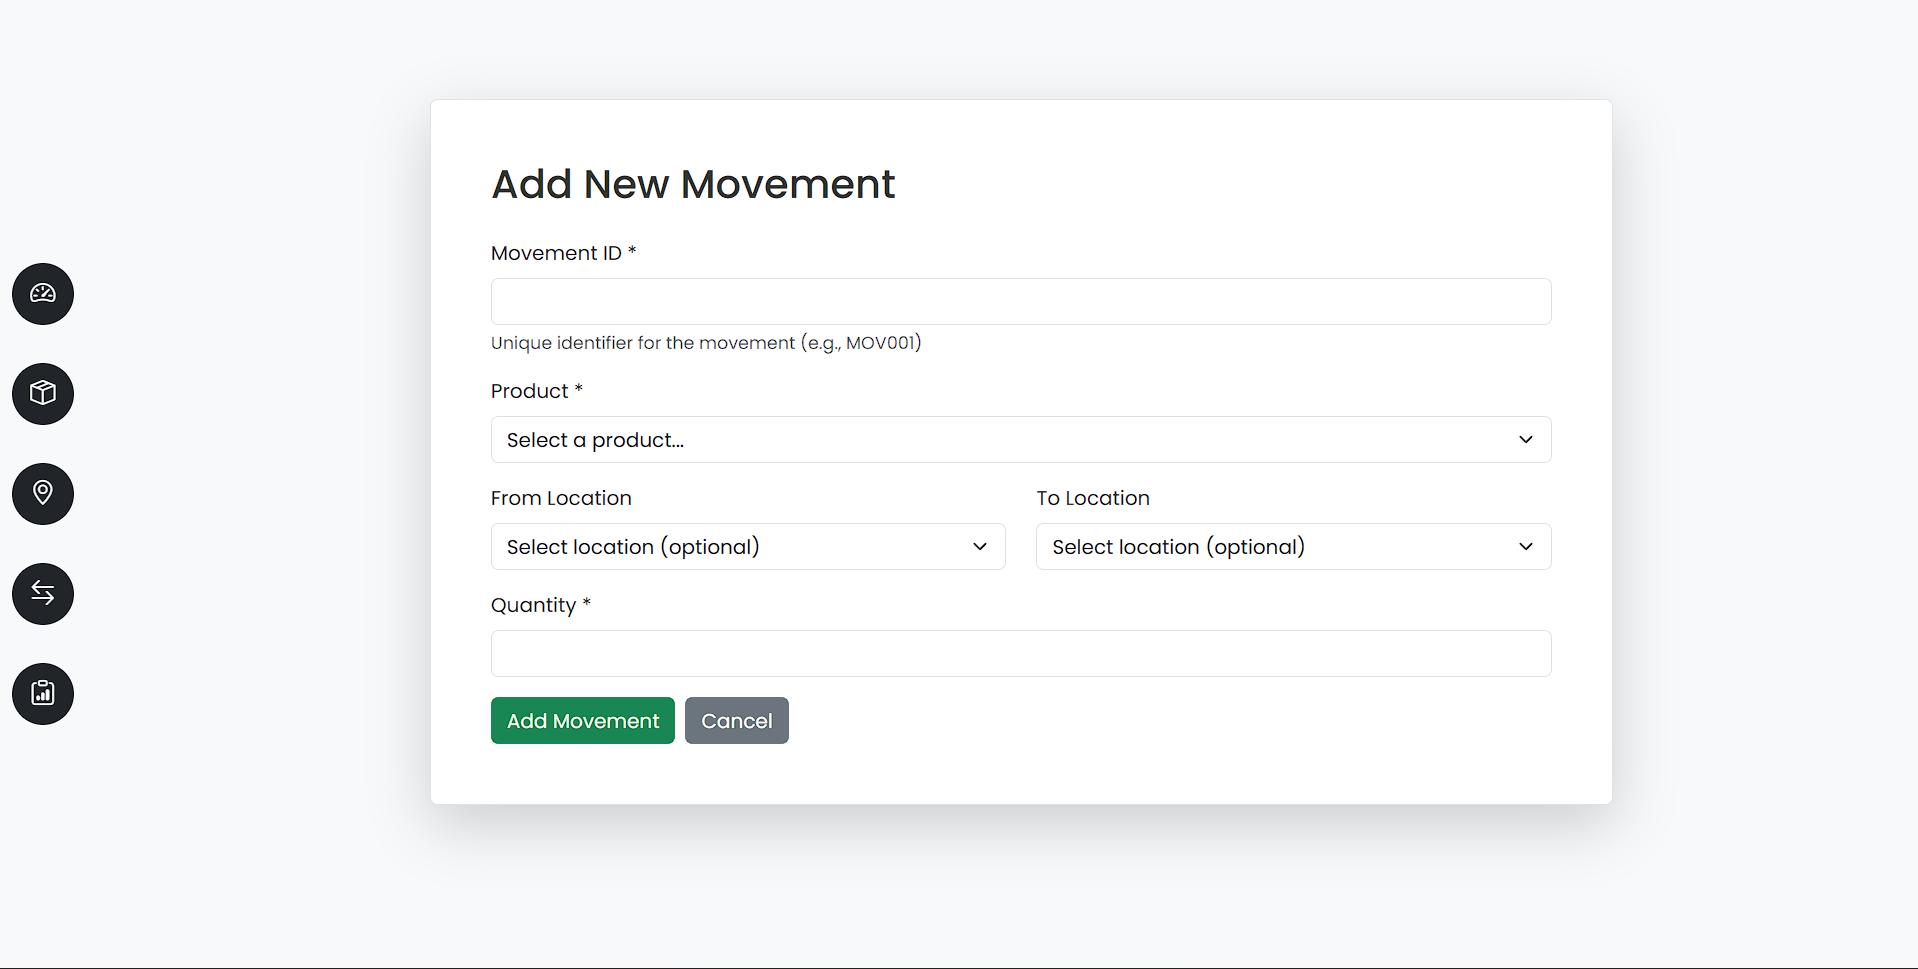 Add New Movement
Movement ID *
Unique identifier for the movement (e.g., MOV001)
Product *
Select a product...
From Location
To Location
Select location (optional)
Select location (optional)
Quantity *
Add Movement
Cancel